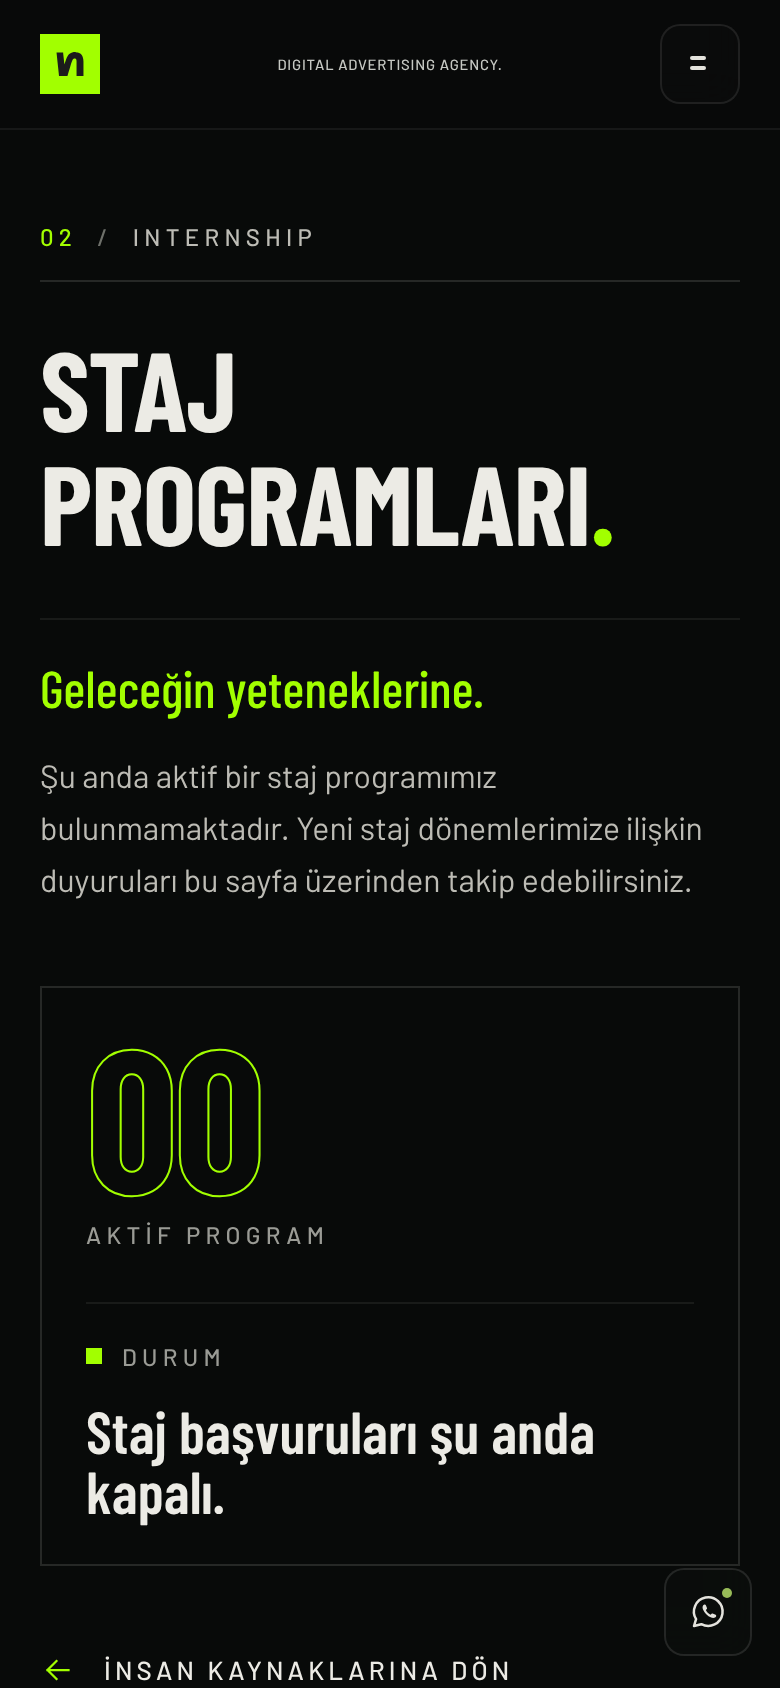 n
DIGITAL ADVERTISING AGENCY.
02 / INTERNSHIP
STAJ
PROGRAMLARI.
Geleceğin yeteneklerine.
Şu anda aktif bir staj programımız
bulunmamaktadır. Yeni staj dönemlerimize ilişkin
duyuruları bu sayfa üzerinden takip edebilirsiniz.
00
AKTİF PROGRAM
DURUM
Staj başvuruları şu anda
kapalı.
← İNSAN KAYNAKLARINA DÖN